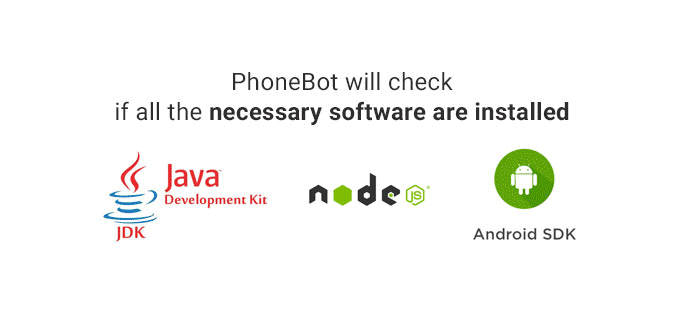 PhoneBot will check
if all the necessary software are installed
Java
Development Kit
JDK
node
JS
Android SDK